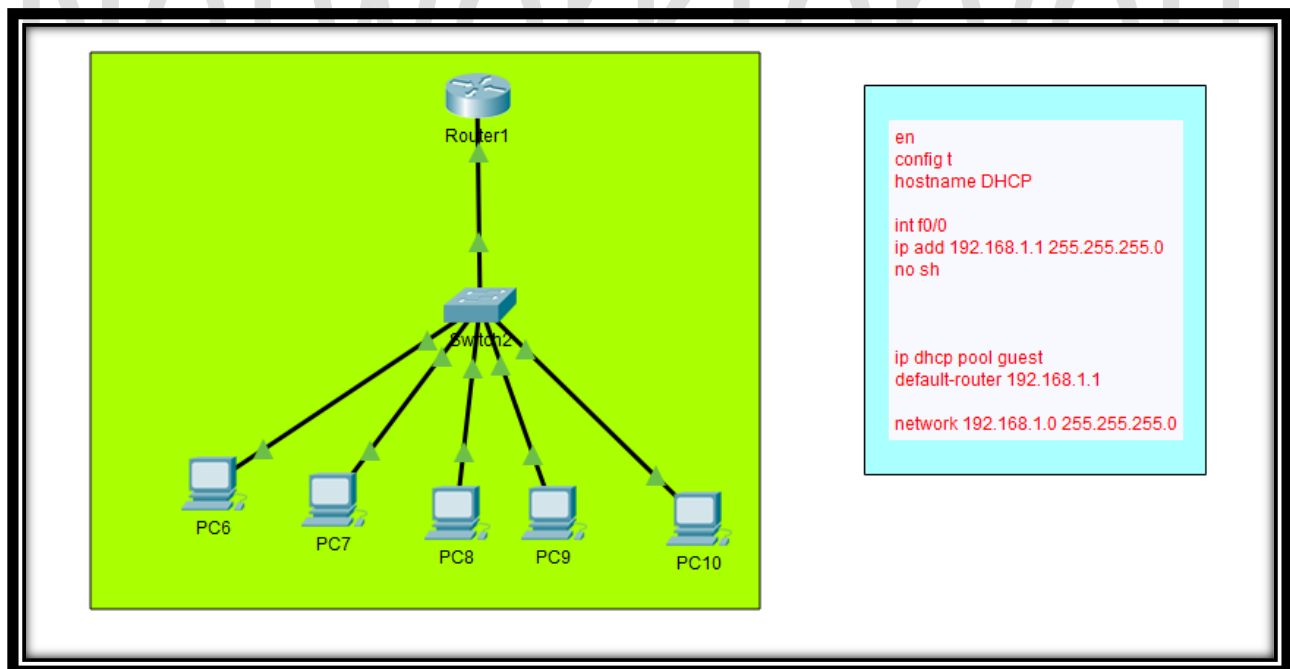 Router1
Switch2
PC6
PC7
PC8
PC9
PC10
en
config t
hostname DHCP
int f0/0
ip add 192.168.1.1 255.255.255.0
no sh
ip dhcp pool guest
default-router 192.168.1.1
network 192.168.1.0 255.255.255.0